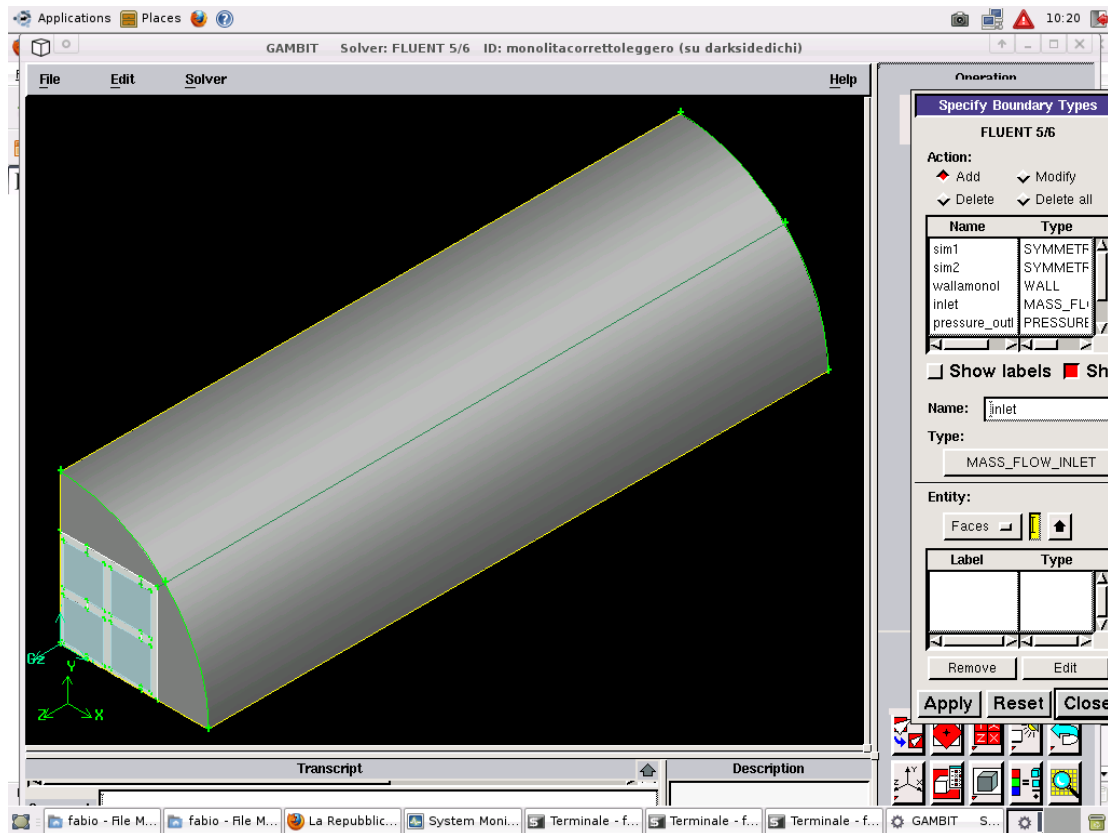 Applications Places 10:20
GAMBIT Solver: FLUENT 5/6 ID: monolitacorrettoleggero (su darksidedichi)
File Edit Solver Help
Operation
Specify Boundary Types
FLUENT 5/6
Action:
Add Modify
Delete Delete all
Name Type
sim1 SYMMETR
sim2 SYMMETR
wallamonol WALL
inlet MASS_FL
pressure_outl PRESSURE
Show labels Sh
Name: inlet
Type:
MASS_FLOW_INLET
Entity:
Faces
Label Type
Remove Edit
Apply Reset Close
Gz
Y
Z X
Transcript Description
fabio - File M... fabio - File M... La Repubblic... System Moni... Terminale - f... Terminale - f... Terminale - f... GAMBIT S...